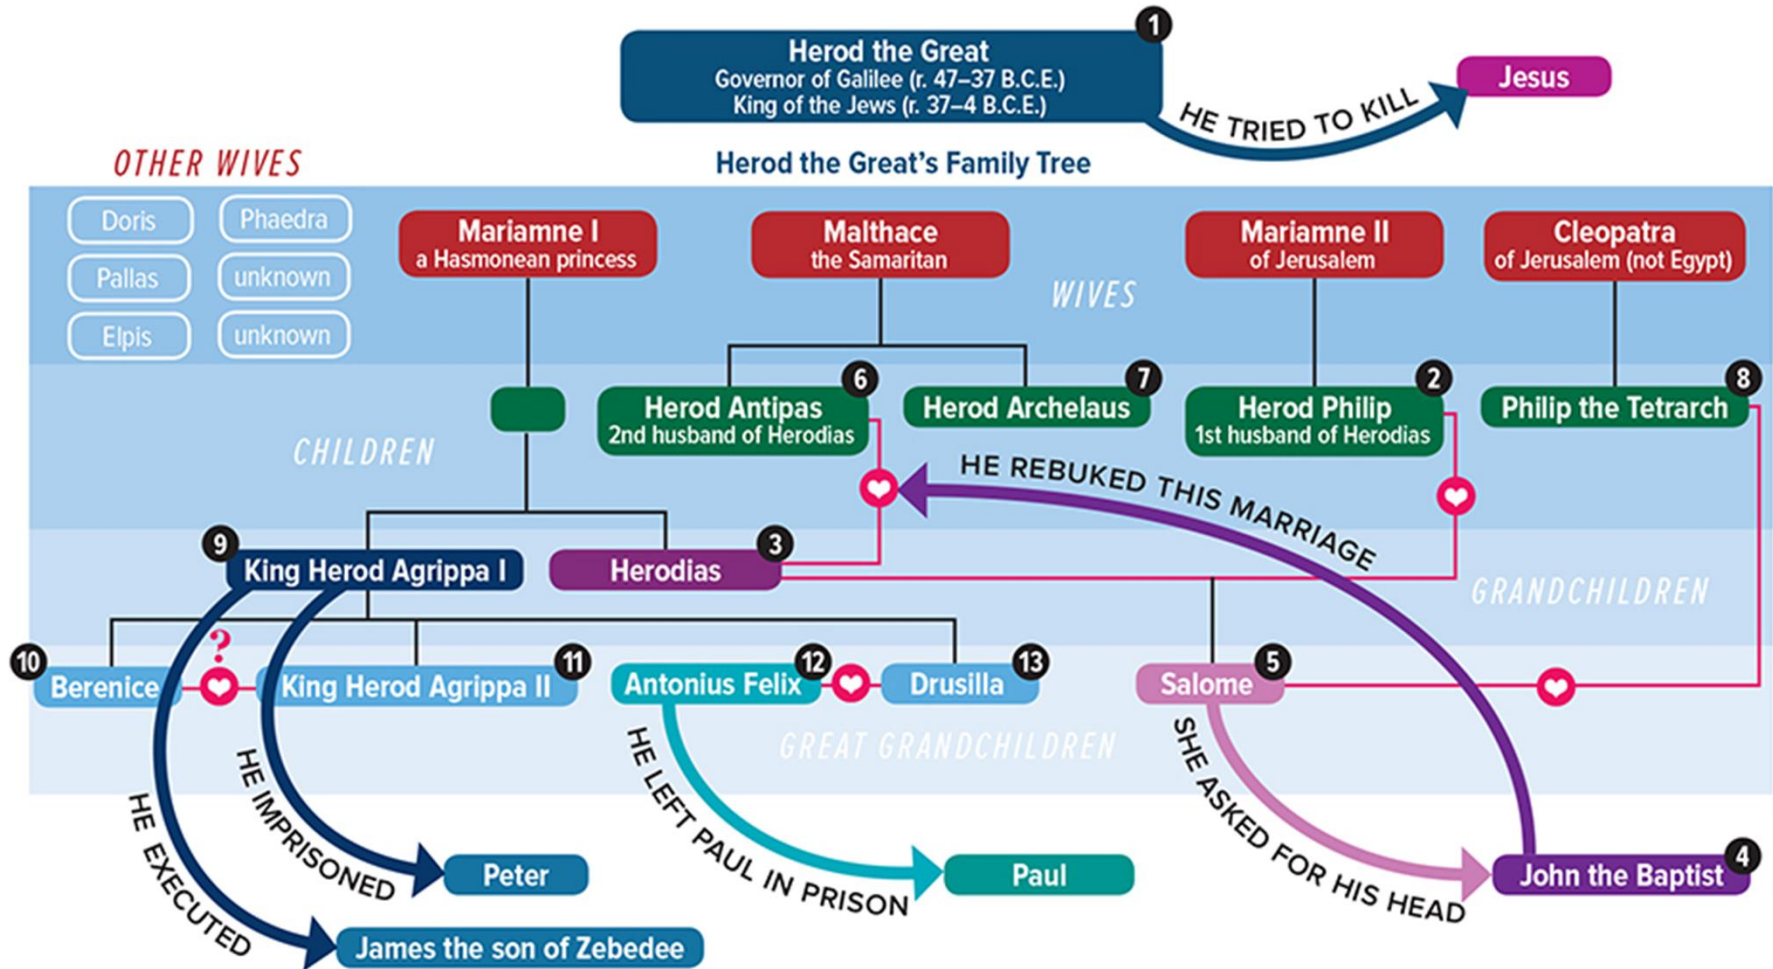 1
Herod the Great
Governor of Galilee (r. 47–37 B.C.E.)
King of the Jews (r. 37–4 B.C.E.)
HE TRIED TO KILL
Jesus
OTHER WIVES
Herod the Great's Family Tree
Doris
Phaedra
Pallas
unknown
Elpis
unknown
Mariamne I
a Hasmonean princess
Malthace
the Samaritan
Mariamne II
of Jerusalem
Cleopatra
of Jerusalem (not Egypt)
WIVES
CHILDREN
6
Herod Antipas
2nd husband of Herodias
7
Herod Archelaus
2
Herod Philip
1st husband of Herodias
8
Philip the Tetrarch
HE REBUKED THIS MARRIAGE
9
King Herod Agrippa I
3
Herodias
GRANDCHILDREN
10
Berenice
?
11
King Herod Agrippa II
12
Antonius Felix
13
Drusilla
5
Salome
GREAT GRANDCHILDREN
HE EXECUTED
HE IMPRISONED
HE LEFT PAUL IN PRISON
SHE ASKED FOR HIS HEAD
Peter
Paul
4
John the Baptist
James the son of Zebedee